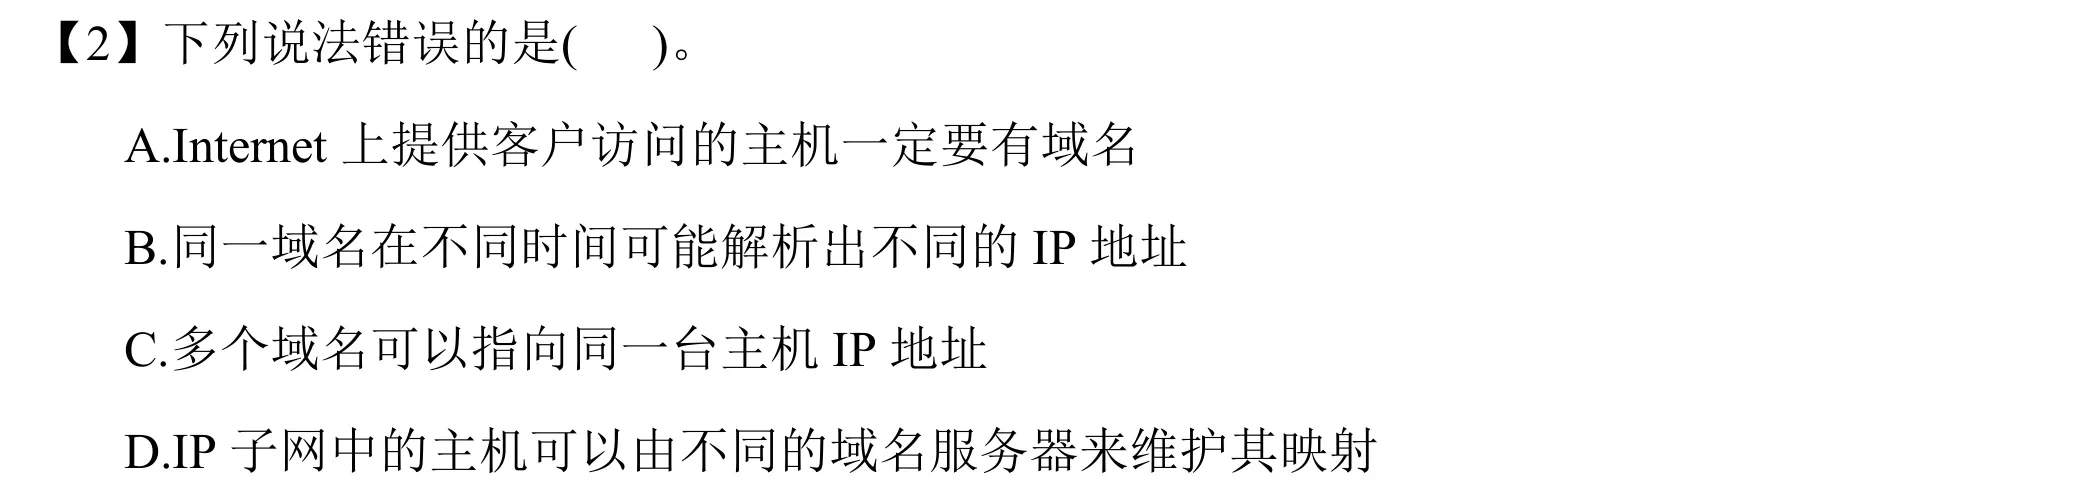 【2】下列说法错误的是(     )。
A.Internet 上提供客户访问的主机一定要有域名
B.同一域名在不同时间可能解析出不同的 IP 地址
C.多个域名可以指向同一台主机 IP 地址
D.IP 子网中的主机可以由不同的域名服务器来维护其映射